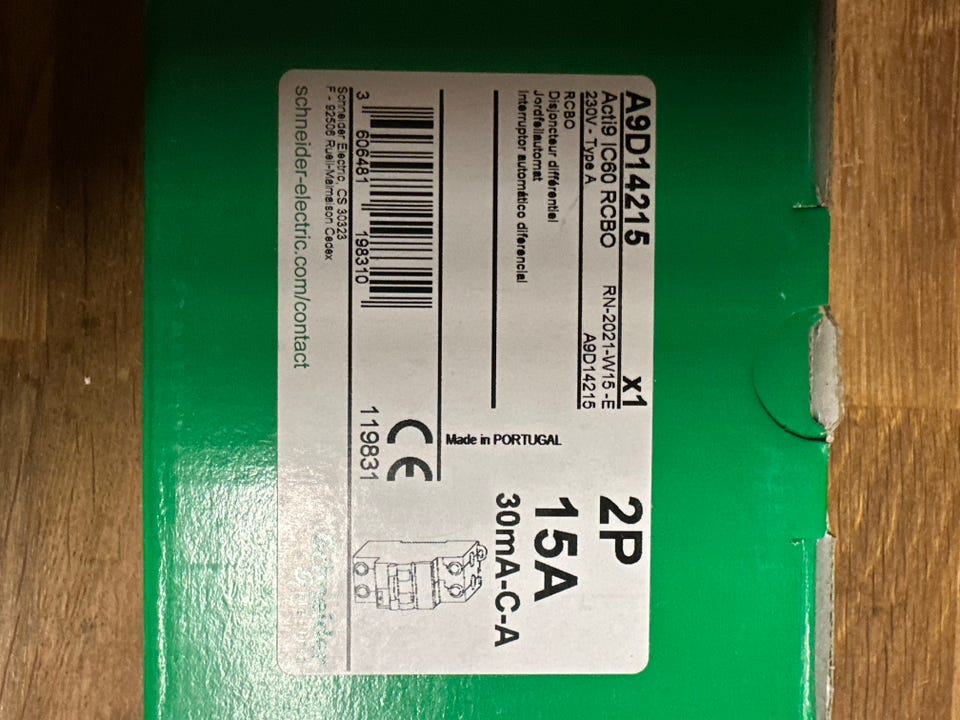 A9D14215 x1
Acti9 IC60 RCBO RN-2021-W15-E
230V - Type A A9D14215
RCBO
Disjoncteur différentiel
Jordfeilautomat
Interruptor automático diferencial
2P
15A
30mA-C-A
Made in PORTUGAL
CE
3 606481 198310
119831
Schneider Electric, CS 30323
F - 92506 Rueil-Malmaison Cedex
schneider-electric.com/contact